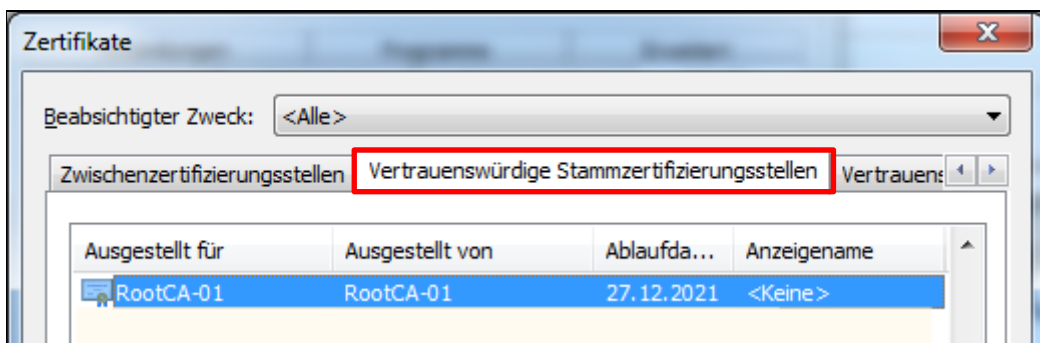 Zertifikate
Beabsichtigter Zweck: <Alle>
Zwischenzertifizierungsstellen Vertrauenswürdige Stammzertifizierungsstellen Vertrauens
Ausgestellt für Ausgestellt von Ablaufda... Anzeigename
RootCA-01 RootCA-01 27.12.2021 <Keine>